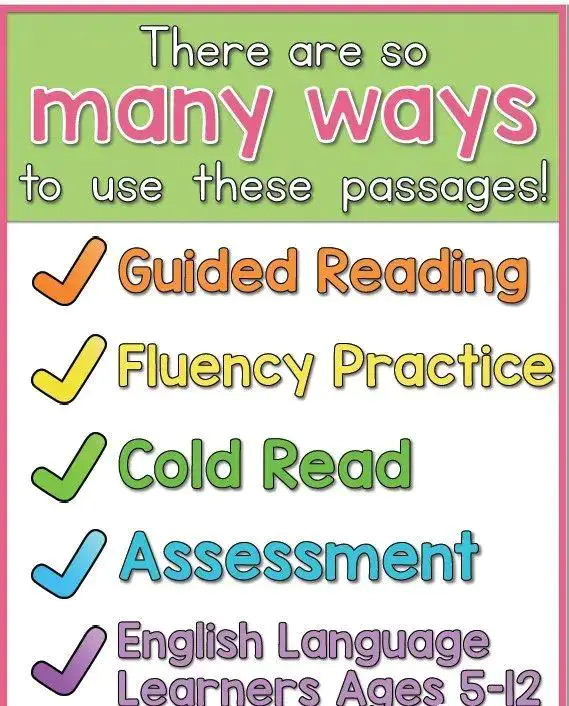 There are so
many ways
to use these passages!
Guided Reading
Fluency Practice
Cold Read
Assessment
English Language
Learners Ages 5-12